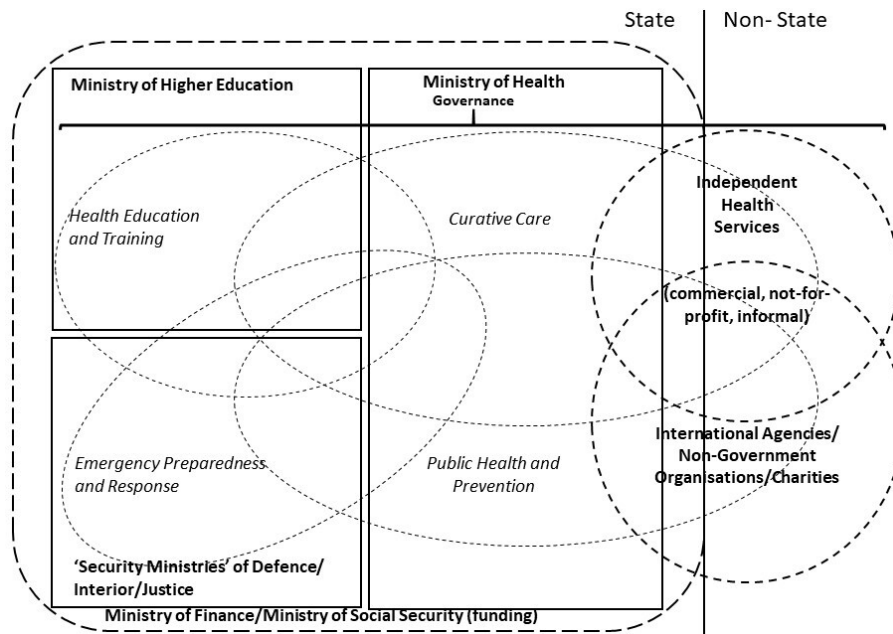 State
Non- State
Ministry of Higher Education
Ministry of Health
Governance
Health Education
and Training
Curative Care
Independent
Health
Services
(commercial, not-for-
profit, informal)
Emergency Preparedness
and Response
Public Health and
Prevention
International Agencies/
Non-Government
Organisations/Charities
‘Security Ministries’ of Defence/
Interior/Justice
Ministry of Finance/Ministry of Social Security (funding)